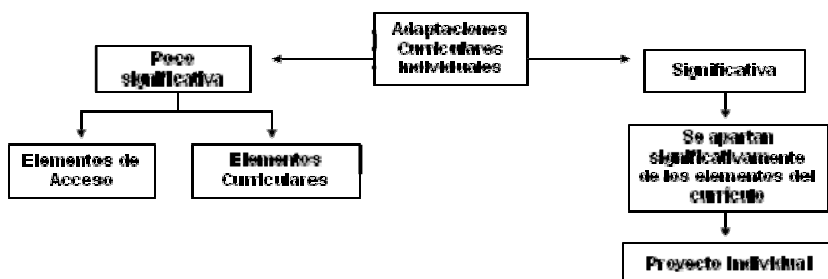 Adaptaciones
Curriculares
Individuales
Poco
significativa
Significativa
Elementos de
Acceso
Elementos
Curriculares
Se apartan
significativamente
de los elementos del
currículo
Proyecto Individual